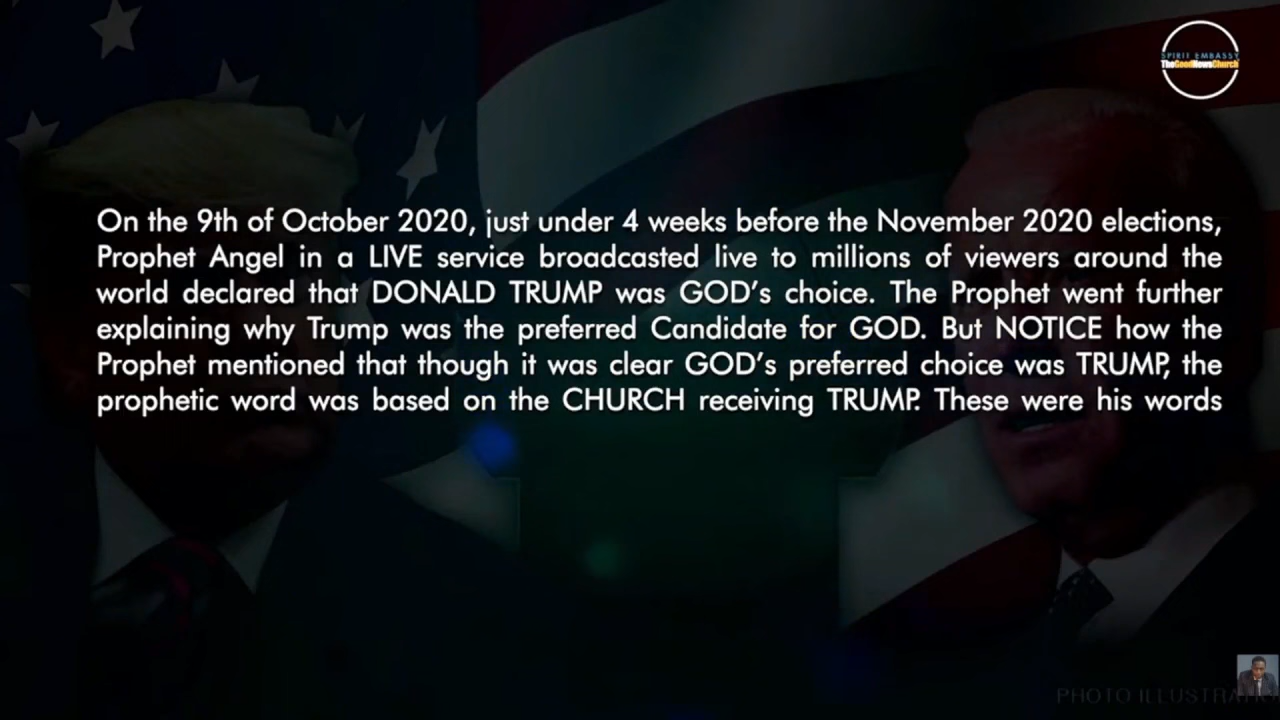 SPIRIT EMBASSY
TheGoodNewsChurch
On the 9th of October 2020, just under 4 weeks before the November 2020 elections,
Prophet Angel in a LIVE service broadcasted live to millions of viewers around the
world declared that DONALD TRUMP was GOD's choice. The Prophet went further
explaining why Trump was the preferred Candidate for GOD. But NOTICE how the
Prophet mentioned that though it was clear GOD's preferred choice was TRUMP, the
prophetic word was based on the CHURCH receiving TRUMP. These were his words
PHOTO ILLUSTRATIO